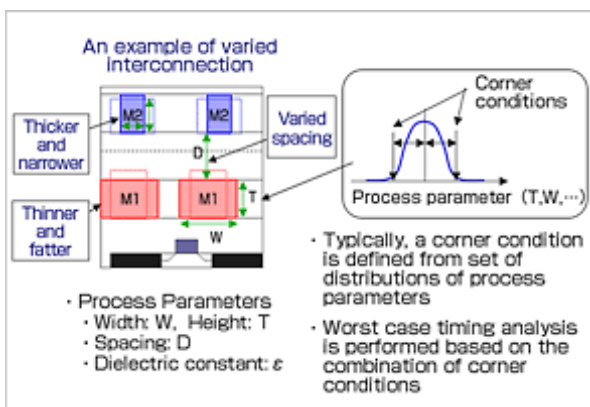 An example of varied
interconnection
Thicker
and
narrower
M2
M2
Varied
spacing
D
Thinner
and
fatter
M1
M1
T
W
Corner
conditions
Process parameter (T,W,⋯)
・Process Parameters
・Width: W, Height: T
・Spacing: D
・Dielectric constant: ε
・Typically, a corner condition
is defined from set of
distributions of process
parameters
・Worst case timing analysis
is performed based on the
combination of corner
conditions